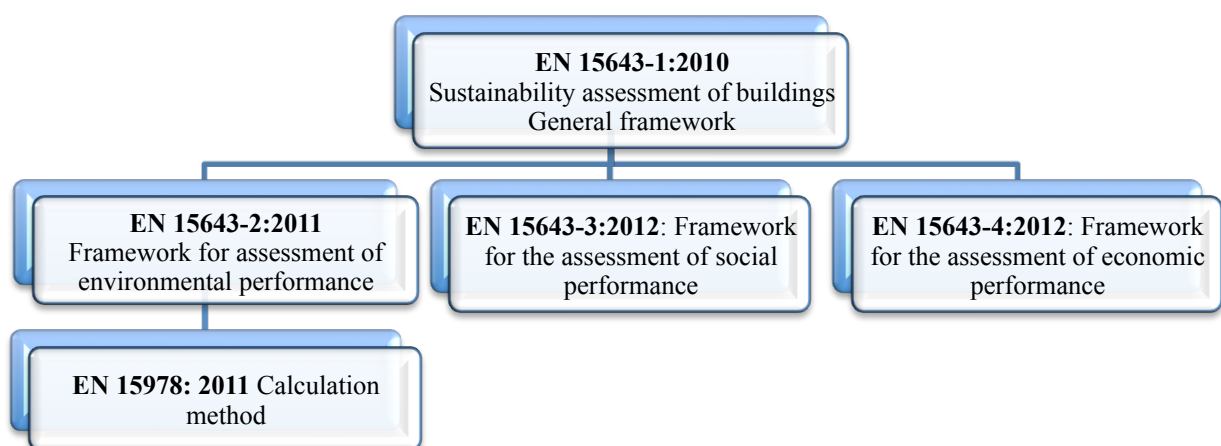 EN 15643-1:2010
Sustainability assessment of buildings
General framework
EN 15643-2:2011
Framework for assessment of
environmental performance
EN 15643-3:2012: Framework
for the assessment of social
performance
EN 15643-4:2012: Framework
for the assessment of economic
performance
EN 15978: 2011 Calculation
method